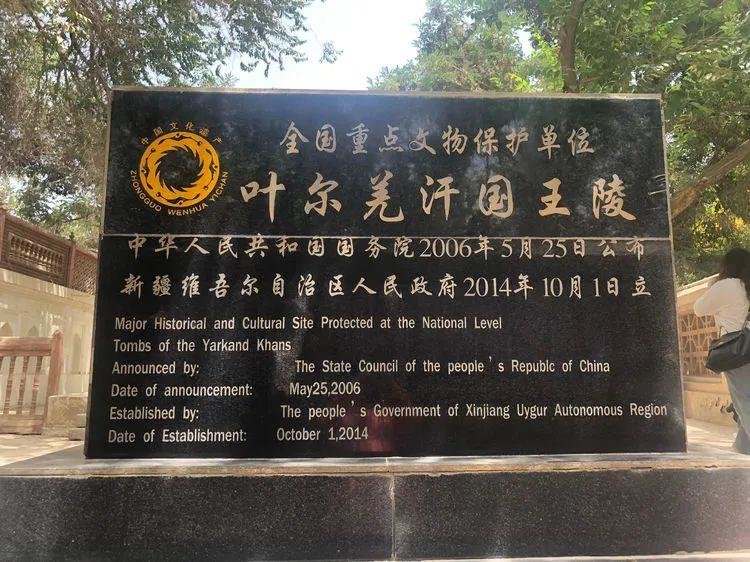 中国文化遗产
ZHONGGUO WENHUA YICHAN
全国重点文物保护单位
叶尔羌汗国王陵
中华人民共和国国务院2006年5月25日公布
新疆维吾尔自治区人民政府2014年10月1日立
Major Historical and Cultural Site Protected at the National Level
Tombs of the Yarkand Khans
Announced by: The State Council of the people's Republc of China
Date of announcement: May25,2006
Established by: The people's Government of Xinjiang Uygur Autonomous Region
Date of Establishment: October 1,2014